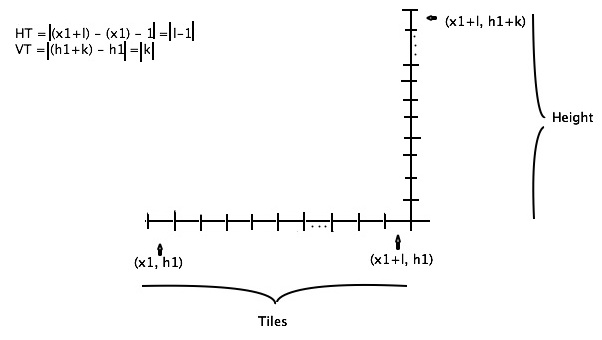 HT = |(x1+l) - (x1) - 1| = |l-1|
VT = |(h1+k) - h1| = |k|
(x1+l, h1+k)
Height
...
...
(x1, h1)
(x1+l, h1)
Tiles